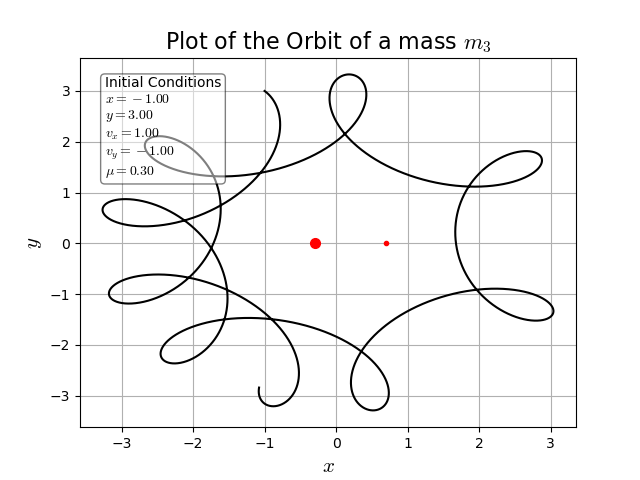 Plot of the Orbit of a mass m₃
Initial Conditions
x = −1.00
y = 3.00
vₓ = 1.00
v_y = −1.00
μ = 0.30
y
3
2
1
0
−1
−2
−3
−3 −2 −1 0 1 2 3
x